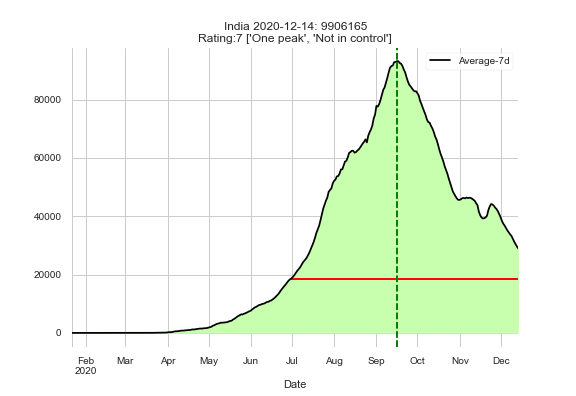 India 2020-12-14: 9906165
Rating:7 ['One peak', 'Not in control']
Average-7d
80000
60000
40000
20000
0
Feb Mar Apr May Jun Jul Aug Sep Oct Nov Dec
2020
Date